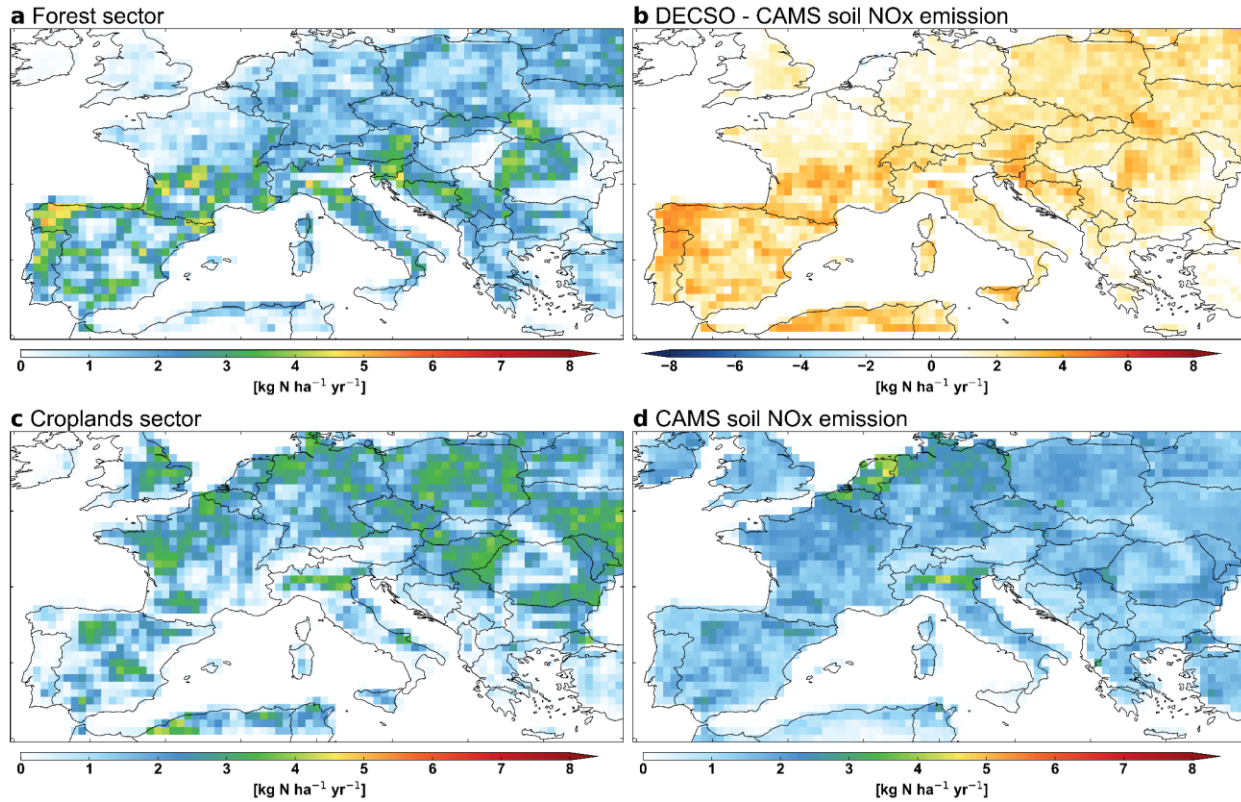 a Forest sector
b DECSO - CAMS soil NOx emission
0 1 2 3 4 5 6 7 8
[kg N ha⁻¹ yr⁻¹]
−8 −6 −4 −2 0 2 4 6 8
[kg N ha⁻¹ yr⁻¹]
c Croplands sector
d CAMS soil NOx emission
0 1 2 3 4 5 6 7 8
[kg N ha⁻¹ yr⁻¹]
0 1 2 3 4 5 6 7 8
[kg N ha⁻¹ yr⁻¹]